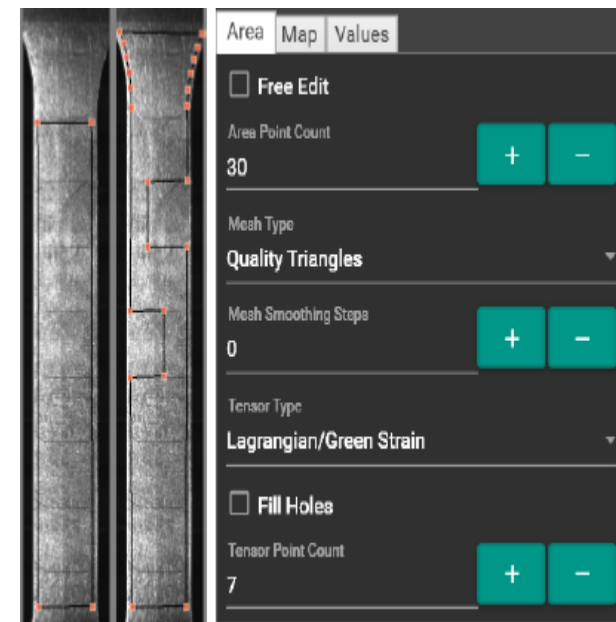 Area Map Values
Free Edit
Area Point Count
30
+ −
Mesh Type
Quality Triangles
Mesh Smoothing Steps
0
+ −
Tensor Type
Lagrangian/Green Strain
Fill Holes
Tensor Point Count
7
+ −